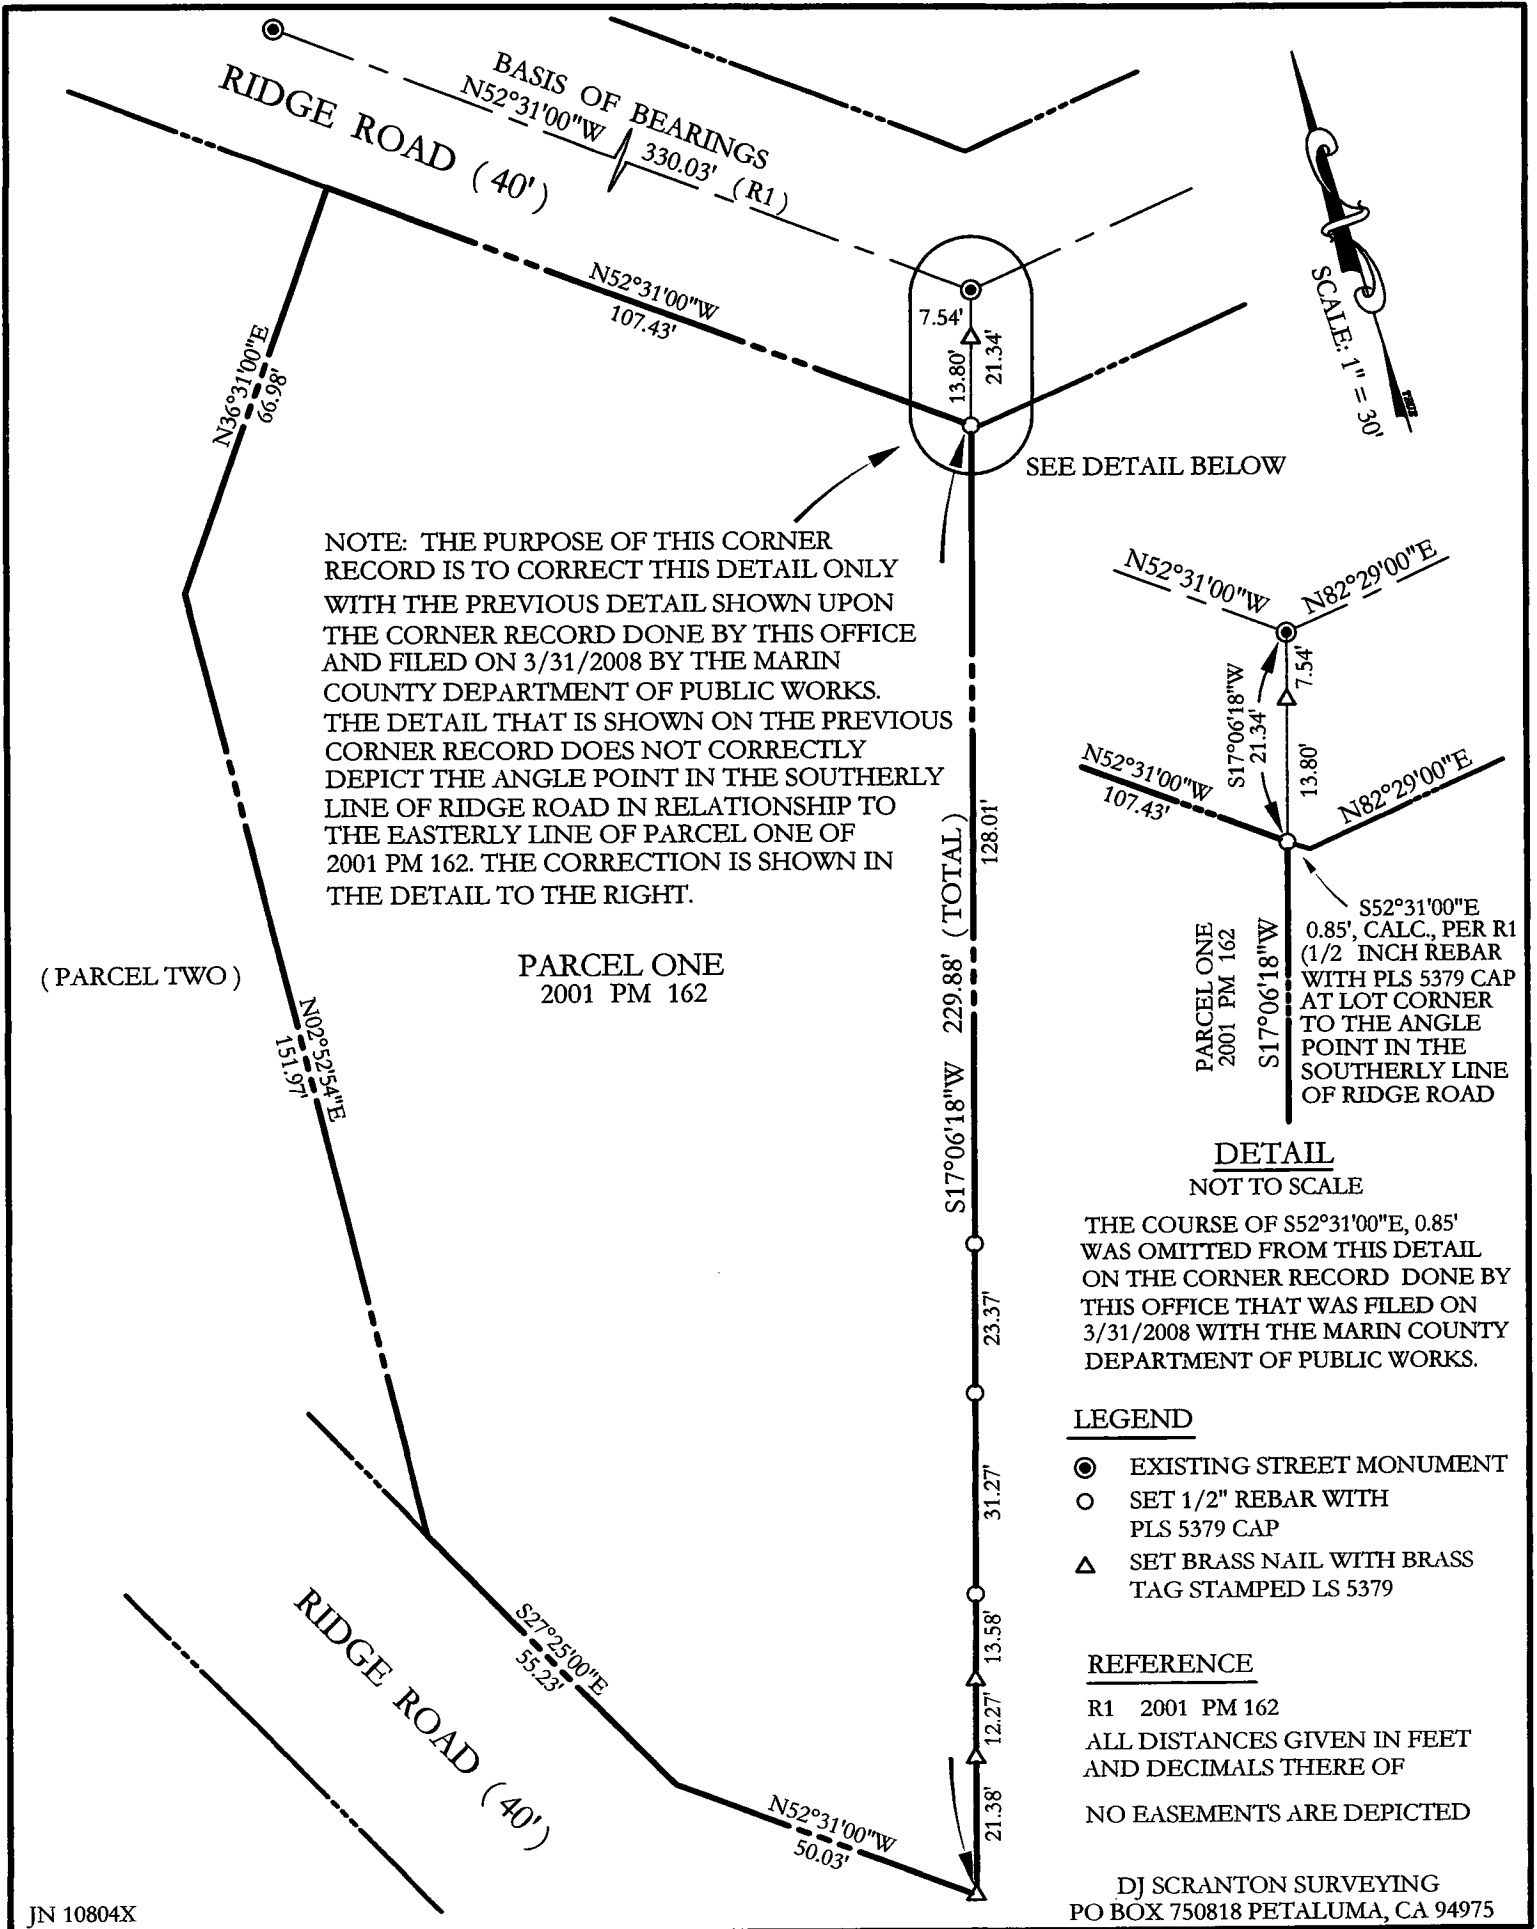 BASIS OF BEARINGS
N52°31'00"W
330.03' (R1)
RIDGE ROAD (40')
N52°31'00"W
107.43'
N36°31'00"E
66.98'
7.54'
13.80'
21.34'
SCALE: 1" = 30'
SEE DETAIL BELOW
NOTE: THE PURPOSE OF THIS CORNER
RECORD IS TO CORRECT THIS DETAIL ONLY
WITH THE PREVIOUS DETAIL SHOWN UPON
THE CORNER RECORD DONE BY THIS OFFICE
AND FILED ON 3/31/2008 BY THE MARIN
COUNTY DEPARTMENT OF PUBLIC WORKS.
THE DETAIL THAT IS SHOWN ON THE PREVIOUS
CORNER RECORD DOES NOT CORRECTLY
DEPICT THE ANGLE POINT IN THE SOUTHERLY
LINE OF RIDGE ROAD IN RELATIONSHIP TO
THE EASTERLY LINE OF PARCEL ONE OF
2001 PM 162. THE CORRECTION IS SHOWN IN
THE DETAIL TO THE RIGHT.
(PARCEL TWO)
PARCEL ONE
2001 PM 162
N02°52'54"E
151.97'
S17°06'18"W 229.88' (TOTAL)
128.01'
23.37'
31.27'
13.58'
12.27'
21.38'
S27°25'00"E
55.23'
N52°31'00"W
50.03'
RIDGE ROAD (40')
N52°31'00"W
N82°29'00"E
S17°06'18"W
21.34'
7.54'
13.80'
N52°31'00"W
107.43'
N82°29'00"E
PARCEL ONE
2001 PM 162
S17°06'18"W
S52°31'00"E
0.85', CALC., PER R1
(1/2 INCH REBAR
WITH PLS 5379 CAP
AT LOT CORNER
TO THE ANGLE
POINT IN THE
SOUTHERLY LINE
OF RIDGE ROAD
DETAIL
NOT TO SCALE
THE COURSE OF S52°31'00"E, 0.85'
WAS OMITTED FROM THIS DETAIL
ON THE CORNER RECORD DONE BY
THIS OFFICE THAT WAS FILED ON
3/31/2008 WITH THE MARIN COUNTY
DEPARTMENT OF PUBLIC WORKS.
LEGEND
EXISTING STREET MONUMENT
SET 1/2" REBAR WITH
PLS 5379 CAP
SET BRASS NAIL WITH BRASS
TAG STAMPED LS 5379
REFERENCE
R1 2001 PM 162
ALL DISTANCES GIVEN IN FEET
AND DECIMALS THERE OF
NO EASEMENTS ARE DEPICTED
DJ SCRANTON SURVEYING
PO BOX 750818 PETALUMA, CA 94975
JN 10804X